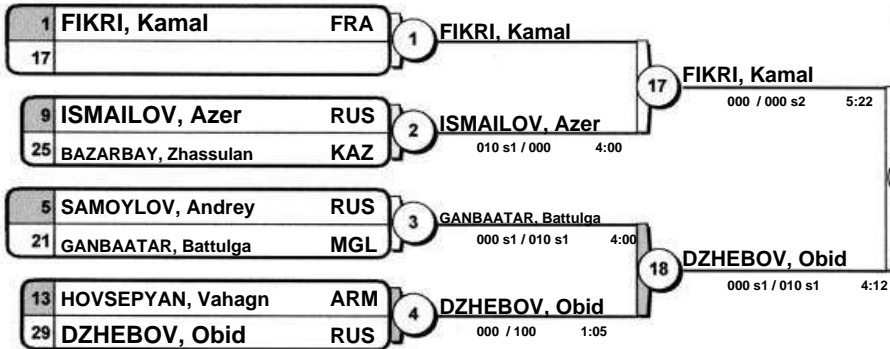 1 FIKRI, Kamal FRA
17
1 FIKRI, Kamal
9 ISMAILOV, Azer RUS
25 BAZARBAY, Zhassulan KAZ
2 ISMAILOV, Azer
010 s1 / 000 4:00
17 FIKRI, Kamal
000 / 000 s2 5:22
5 SAMOYLOV, Andrey RUS
21 GANBAATAR, Battulga MGL
3 GANBAATAR, Battulga
000 s1 / 010 s1 4:00
13 HOVSEPYAN, Vahagn ARM
29 DZHEBOV, Obid RUS
4 DZHEBOV, Obid
000 / 100 1:05
18 DZHEBOV, Obid
000 s1 / 010 s1 4:12